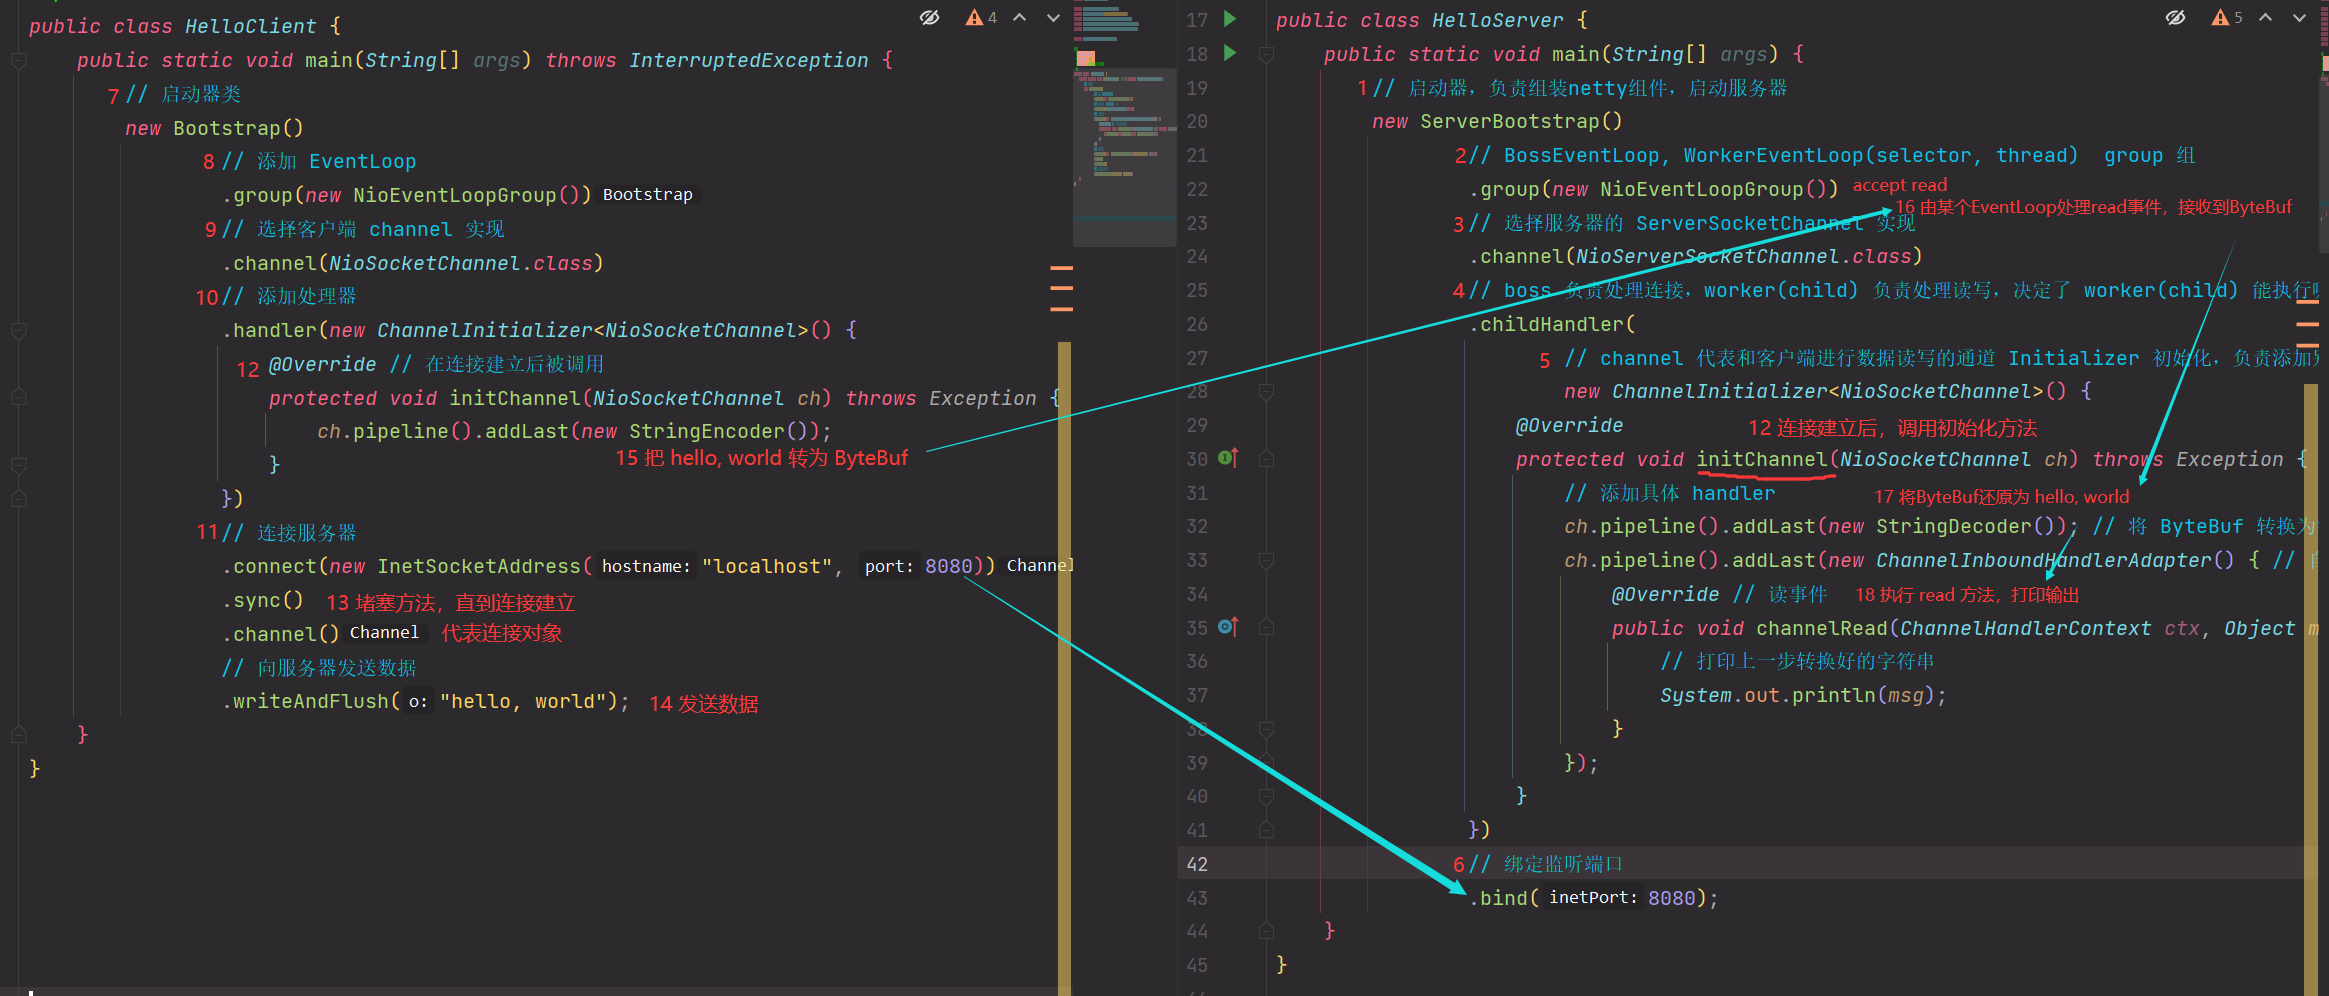 public class HelloClient {
4
public static void main(String[] args) throws InterruptedException {
7 // 启动器类
new Bootstrap()
8 // 添加 EventLoop
.group(new NioEventLoopGroup()) Bootstrap
9 // 选择客户端 channel 实现
.channel(NioSocketChannel.class)
10 // 添加处理器
.handler(new ChannelInitializer<NioSocketChannel>() {
12 @Override // 在连接建立后被调用
protected void initChannel(NioSocketChannel ch) throws Exception {
ch.pipeline().addLast(new StringEncoder());
15 把 hello, world 转为 ByteBuf
}
})
11 // 连接服务器
.connect(new InetSocketAddress( hostname: "localhost", port: 8080)) Channel
.sync() 13 堵塞方法，直到连接建立
.channel() Channel 代表连接对象
// 向服务器发送数据
.writeAndFlush( o: "hello, world"); 14 发送数据
}
}
17 public class HelloServer {
5
18 public static void main(String[] args) {
19 1 // 启动器，负责组装netty组件，启动服务器
20 new ServerBootstrap()
21 2 // BossEventLoop, WorkerEventLoop(selector, thread) group 组
22 .group(new NioEventLoopGroup()) accept read
16 由某个EventLoop处理read事件，接收到ByteBuf
23 3 // 选择服务器的 ServerSocketChannel 实现
24 .channel(NioServerSocketChannel.class)
25 4 // boss 负责处理连接，worker(child) 负责处理读写，决定了 worker(child) 能执行
26 .childHandler(
27 5 // channel 代表和客户端进行数据读写的通道 Initializer 初始化，负责添加
28 new ChannelInitializer<NioSocketChannel>() {
29 @Override 12 连接建立后，调用初始化方法
30 protected void initChannel(NioSocketChannel ch) throws Exception {
31 // 添加具体 handler 17 将ByteBuf还原为 hello, world
32 ch.pipeline().addLast(new StringDecoder()); // 将 ByteBuf 转换为
33 ch.pipeline().addLast(new ChannelInboundHandlerAdapter() { //
34 @Override // 读事件 18 执行 read 方法，打印输出
35 public void channelRead(ChannelHandlerContext ctx, Object
36 // 打印上一步转换好的字符串
37 System.out.println(msg);
38 }
39 });
40 }
41 })
42 6 // 绑定监听端口
43 .bind( inetPort: 8080);
44 }
45 }